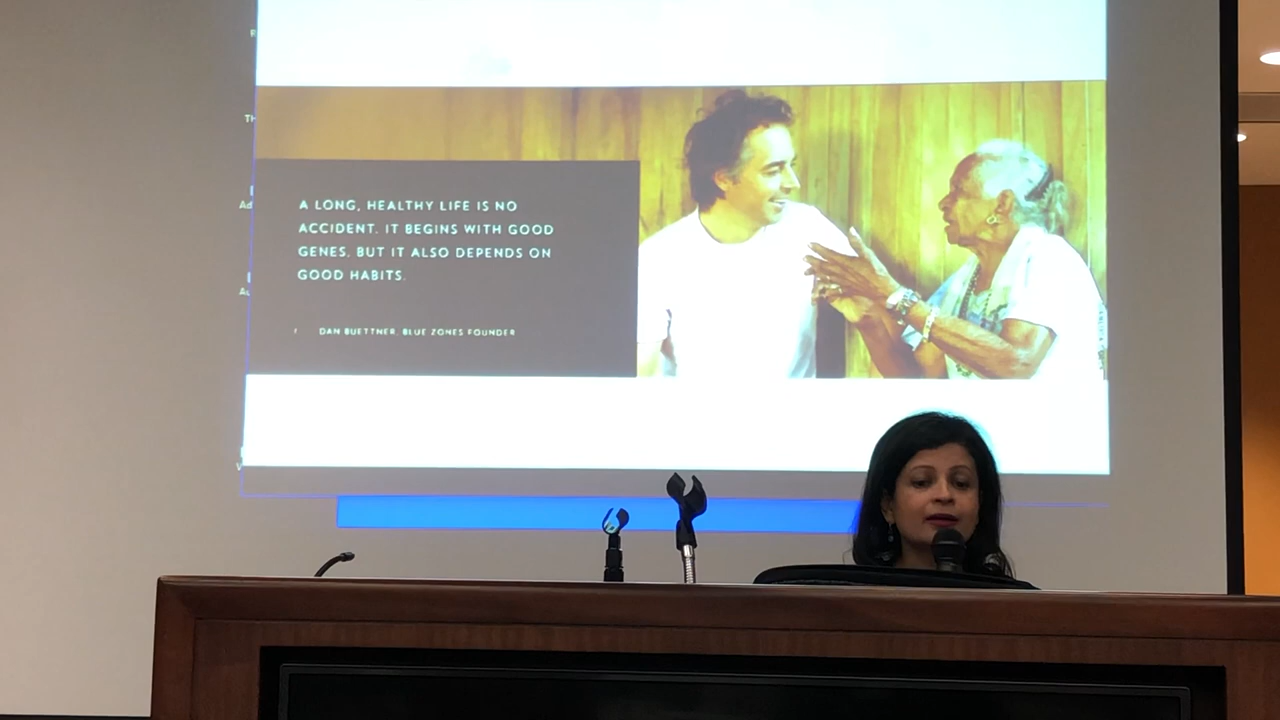 A LONG, HEALTHY LIFE IS NO
ACCIDENT. IT BEGINS WITH GOOD
GENES, BUT IT ALSO DEPENDS ON
GOOD HABITS.
DAN BUETTNER, BLUE ZONES FOUNDER